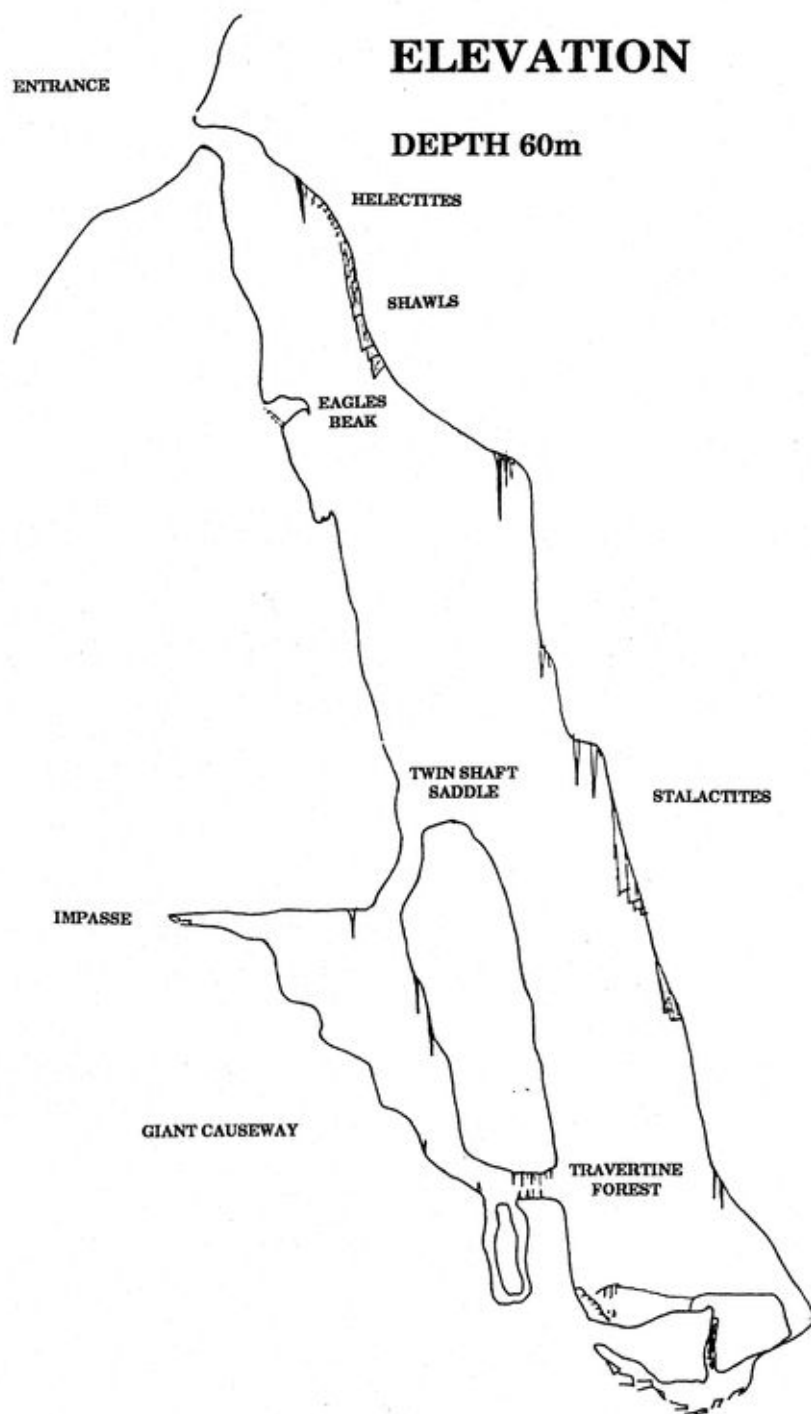 ELEVATION
ENTRANCE
DEPTH 60m
HELECTITES
SHAWLS
EAGLES
BEAK
TWIN SHAFT
SADDLE
STALACTITES
IMPASSE
GIANT CAUSEWAY
TRAVERTINE
FOREST